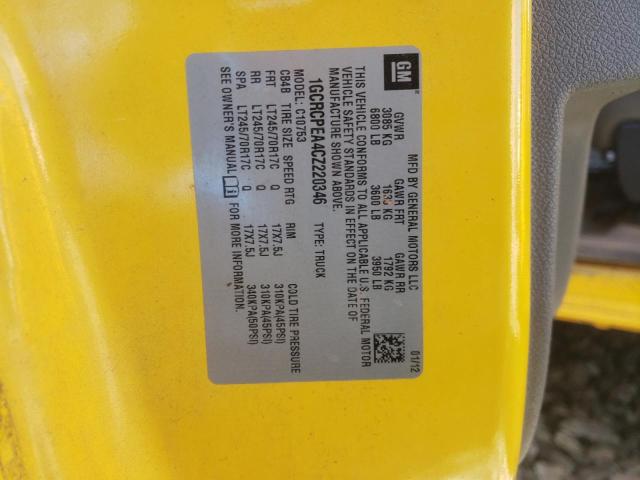 GM
MFD BY GENERAL MOTORS LLC 01/12
GVWR GAWR FRT GAWR RR
3085 KG 163 KG 1792 KG
6800 LB 3600 LB 3950 LB
THIS VEHICLE CONFORMS TO ALL APPLICABLE U.S. FEDERAL MOTOR
VEHICLE SAFETY STANDARDS IN EFFECT ON THE DATE OF
MANUFACTURE SHOWN ABOVE.
1GCRCPEA4CZ220346 TYPE: TRUCK
MODEL: C10753
CB4B TIRE SIZE SPEED RTG RIM COLD TIRE PRESSURE
FRT LT245/70R17C Q 17X7.5J 310KPA(45PSI)
RR LT245/70R17C Q 17X7.5J 310KPA(45PSI)
SPA LT245/70R17C Q 17X7.5J 340KPA(50PSI)
SEE OWNER'S MANUAL i FOR MORE INFORMATION.